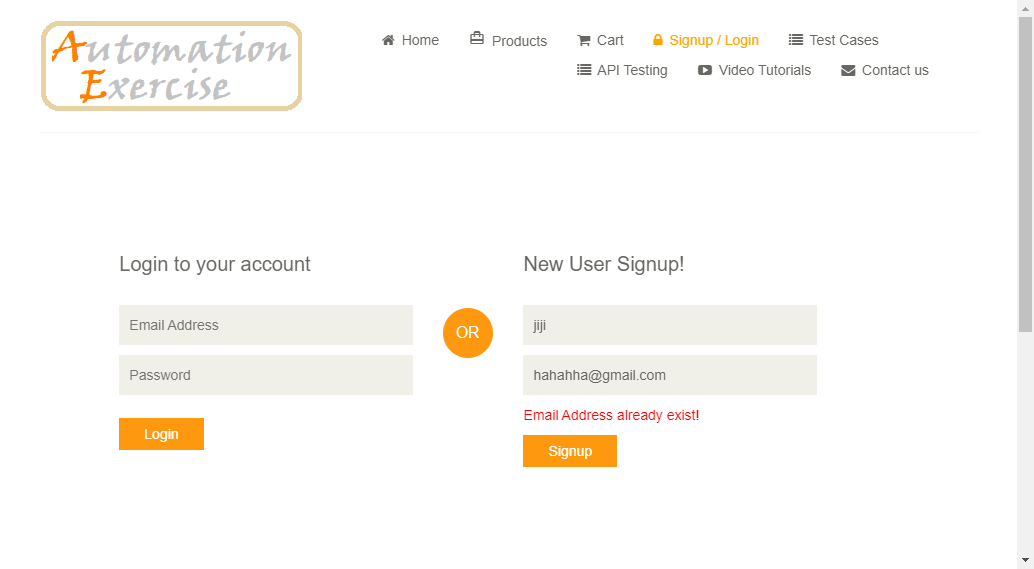 Automation
Exercise
Home Products Cart Signup / Login Test Cases
API Testing Video Tutorials Contact us
Login to your account
Email Address
Password
Login
OR
New User Signup!
jiji
hahahha@gmail.com
Email Address already exist!
Signup